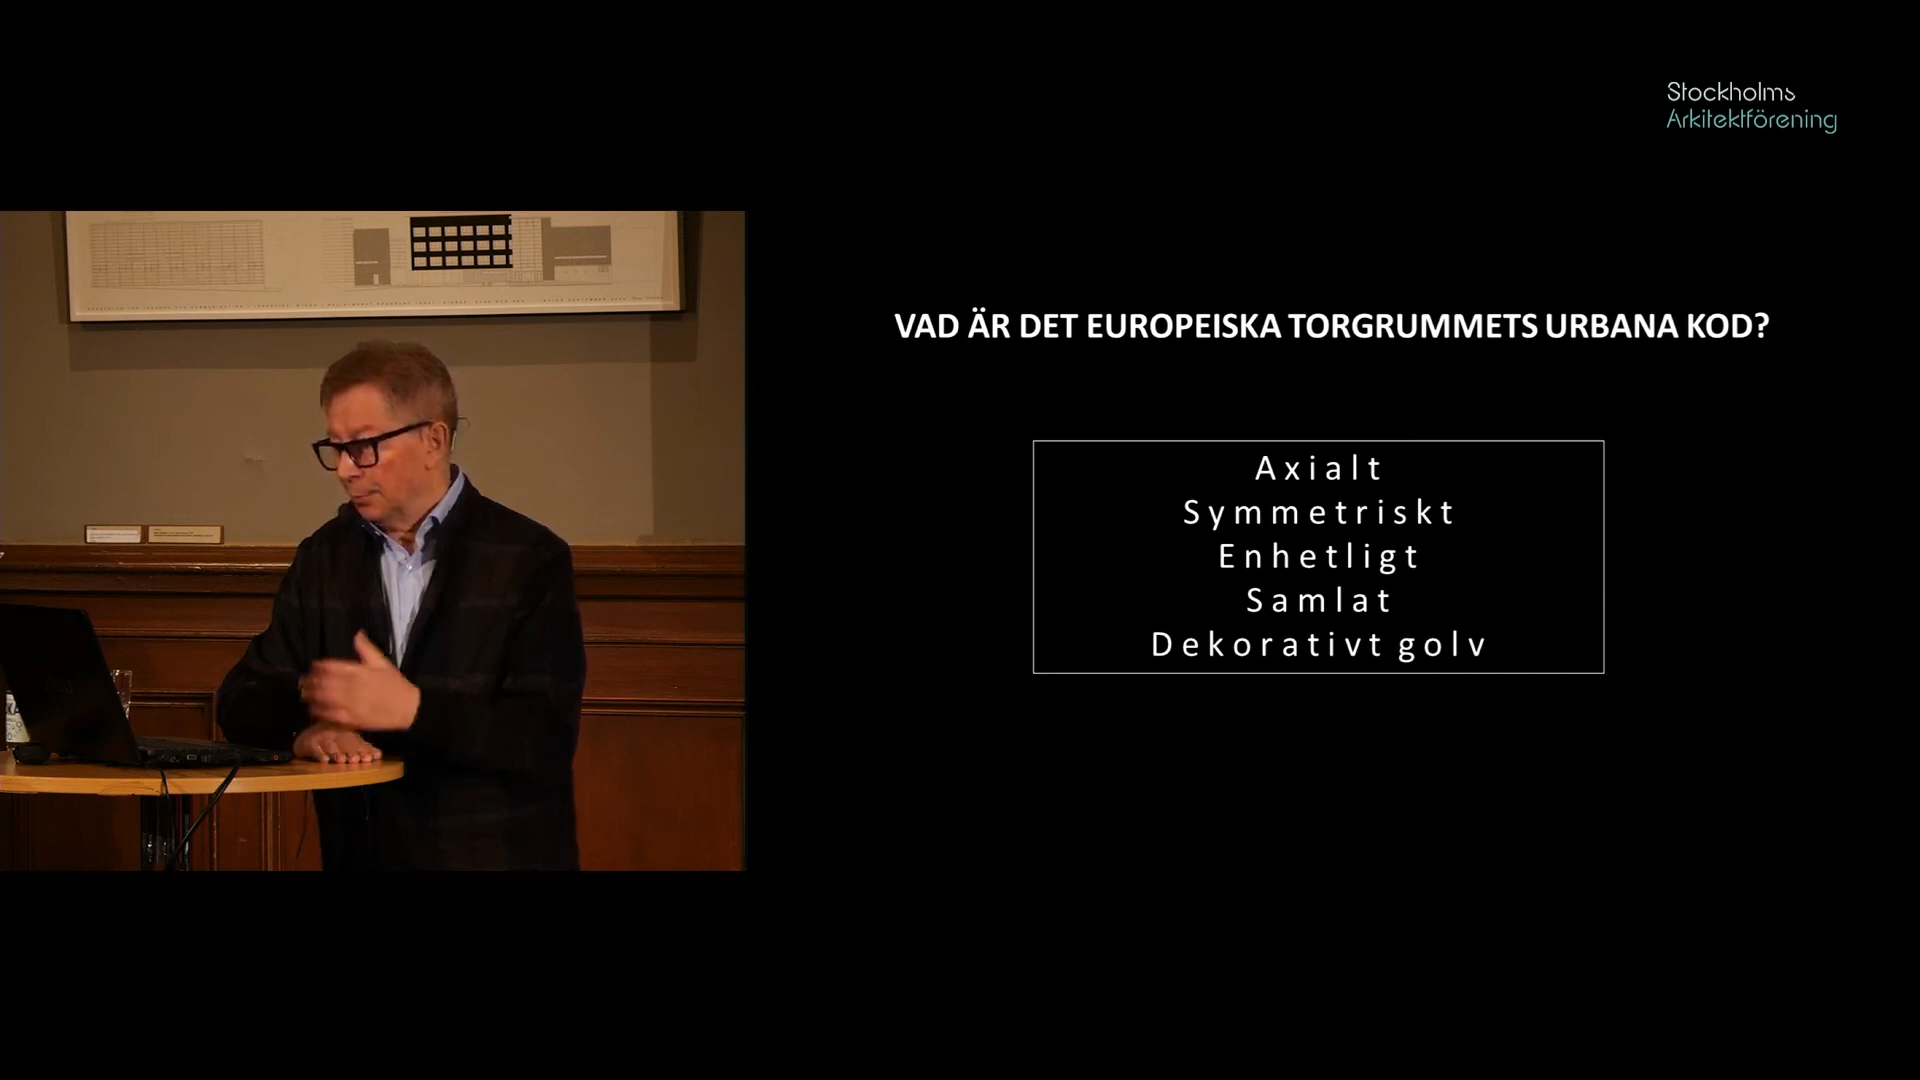 Stockholms
Arkitektförening
VAD ÄR DET EUROPEISKA TORGRUMMETS URBANA KOD?
Axialt
Symmetriskt
Enhetligt
Samlat
Dekorativt golv